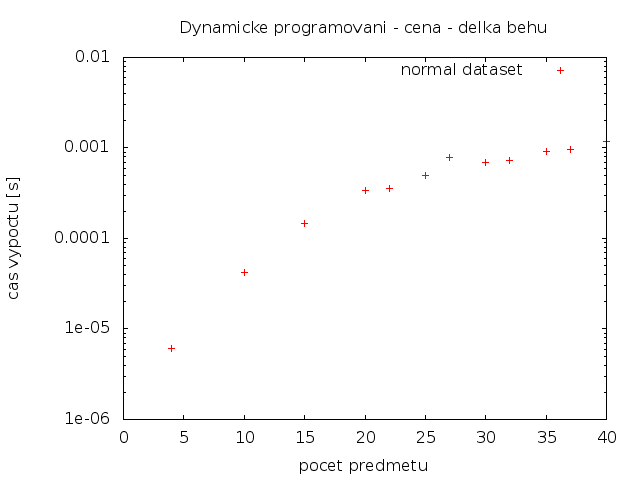 Dynamicke programovani - cena - delka behu
0.01
normal dataset
0.001
0.0001
1e-05
1e-06
cas vypoctu [s]
0 5 10 15 20 25 30 35 40
pocet predmetu